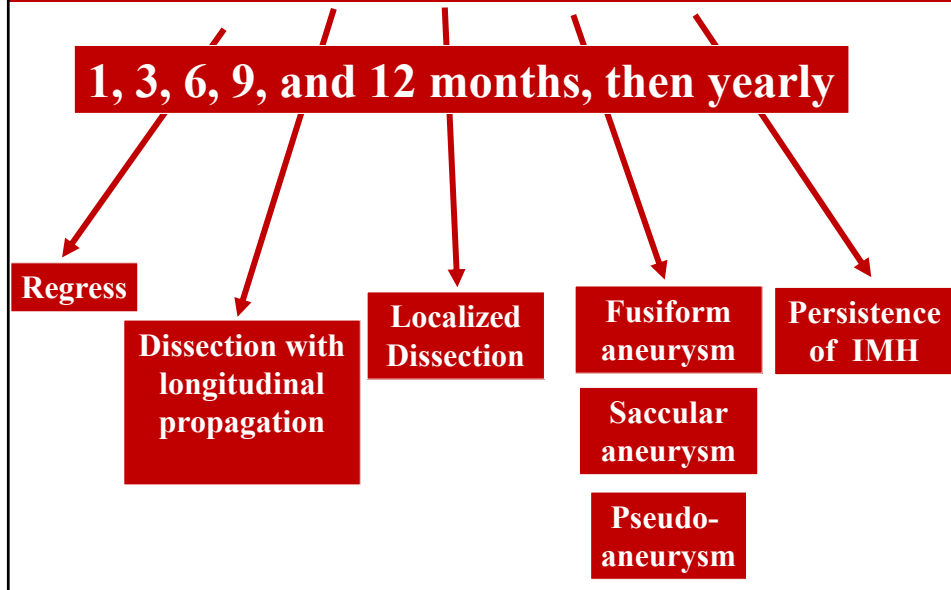 1, 3, 6, 9, and 12 months, then yearly
Regress
Dissection with
longitudinal
propagation
Localized
Dissection
Fusiform
aneurysm
Saccular
aneurysm
Pseudo-
aneurysm
Persistence
of IMH